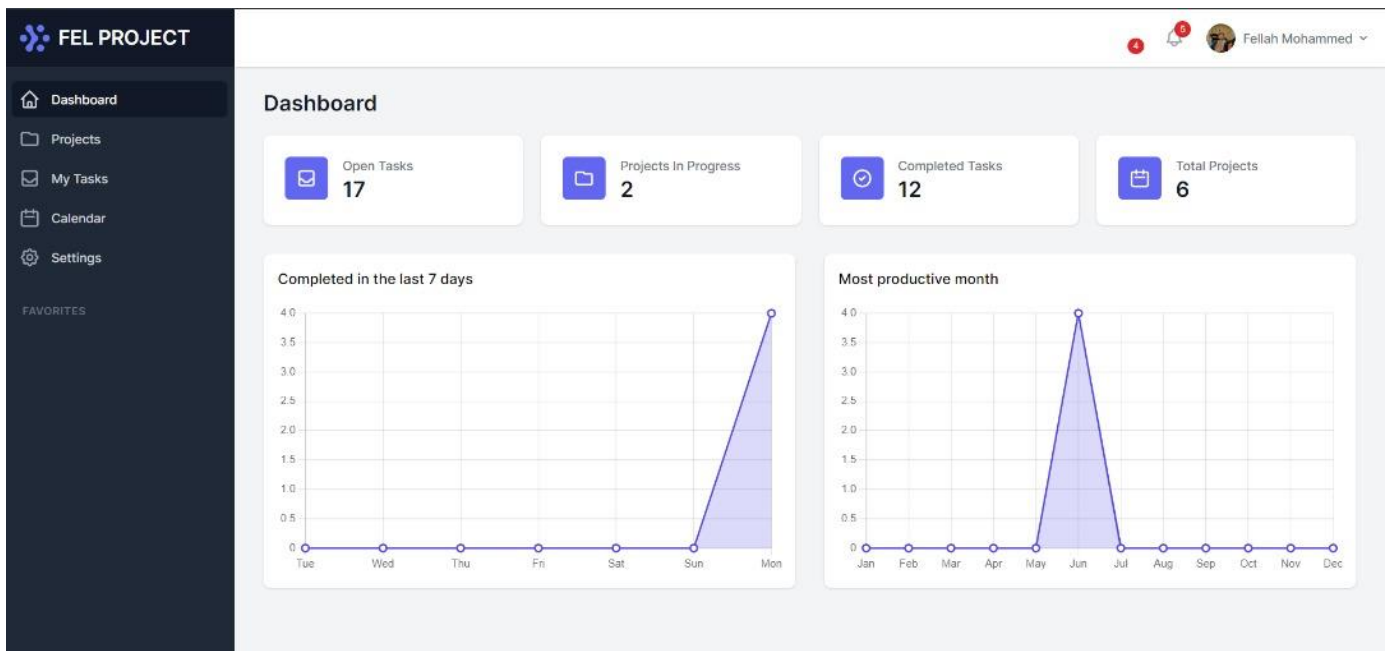 FEL PROJECT
4
5
Fellah Mohammed
Dashboard
Projects
My Tasks
Calendar
Settings
FAVORITES
Dashboard
Open Tasks
17
Projects In Progress
2
Completed Tasks
12
Total Projects
6
Completed in the last 7 days
4.0
3.5
3.0
2.5
2.0
1.5
1.0
0.5
0
Tue Wed Thu Fri Sat Sun Mon
Most productive month
4.0
3.5
3.0
2.5
2.0
1.5
1.0
0.5
0
Jan Feb Mar Apr May Jun Jul Aug Sep Oct Nov Dec